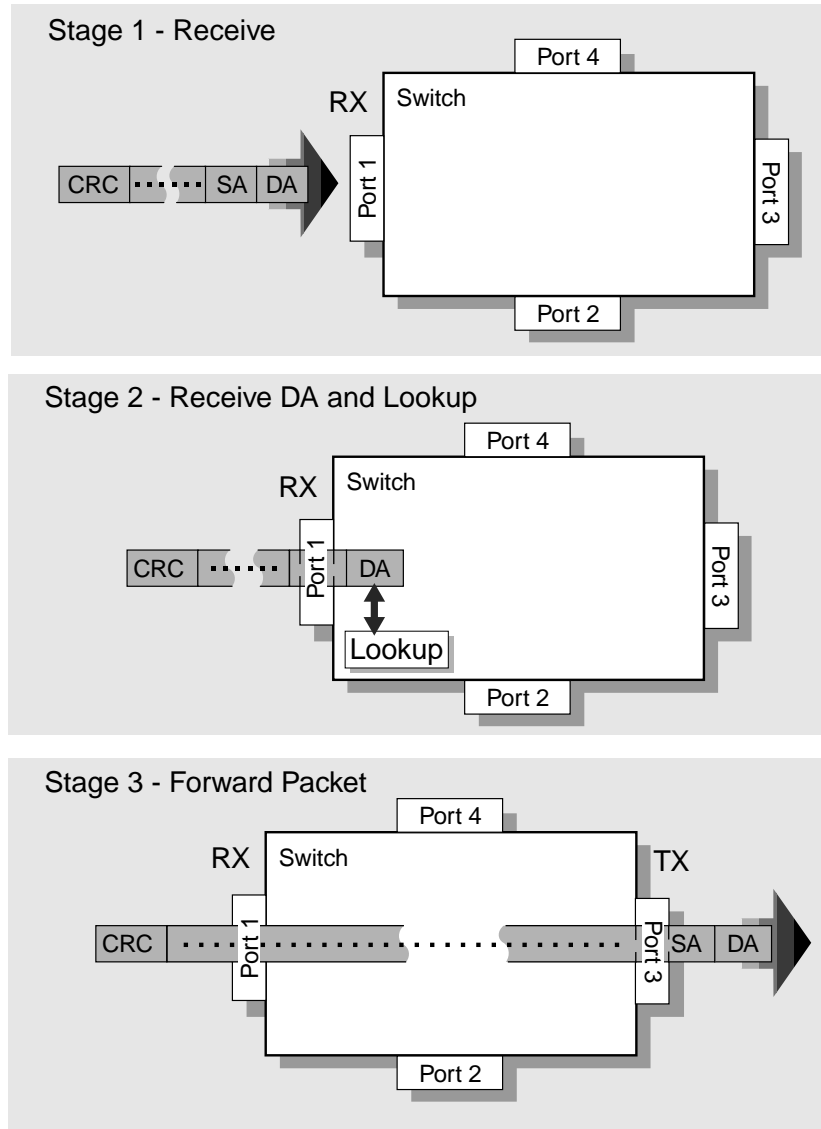 Stage 1 - Receive
Port 4
RX
Switch
CRC
SA
DA
Port 1
Port 3
Port 2
Stage 2 - Receive DA and Lookup
Port 4
RX
Switch
CRC
Port 1
DA
Port 3
Lookup
Port 2
Stage 3 - Forward Packet
Port 4
RX
Switch
TX
CRC
Port 1
Port 3
SA
DA
Port 2